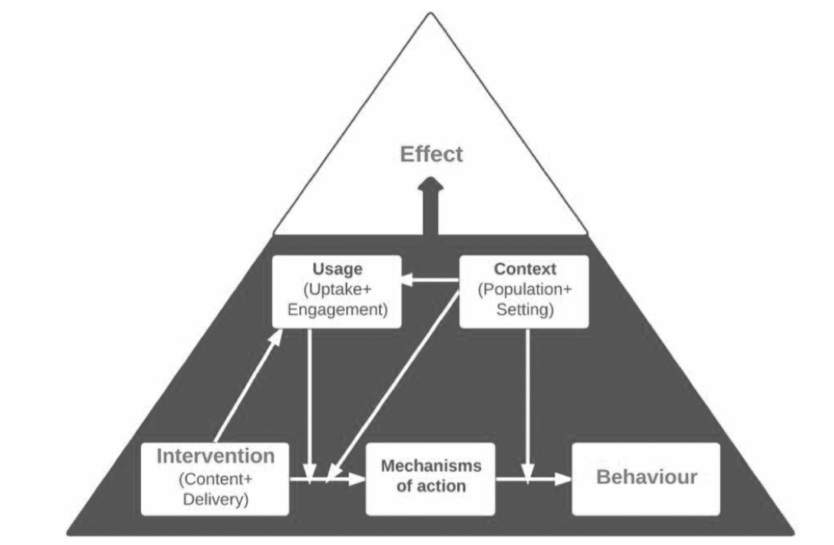 Effect
Usage
(Uptake+
Engagement)
Context
(Population+
Setting)
Intervention
(Content+
Delivery)
Mechanisms
of action
Behaviour